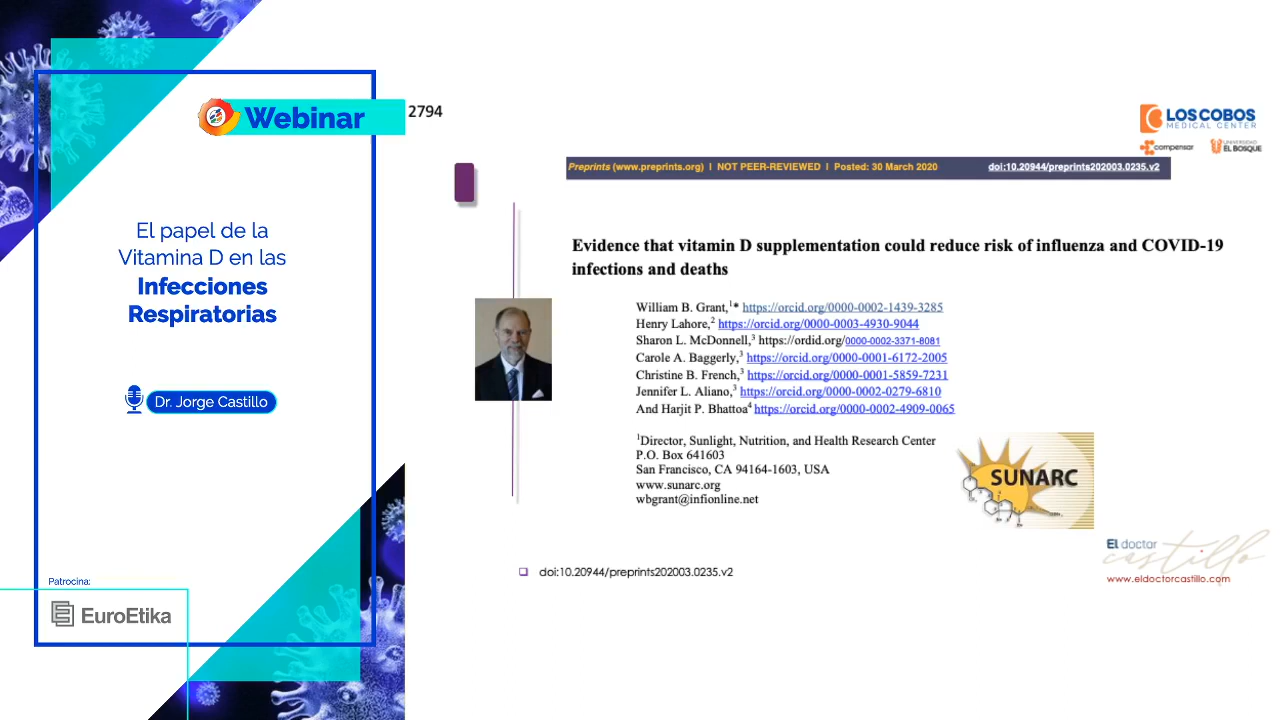 Webinar
El papel de la
Vitamina D en las
Infecciones
Respiratorias
Dr. Jorge Castillo
Patrocina:
EuroEtika
2794
LOS COBOS
MEDICAL CENTER
compensar
UNIVERSIDAD
EL BOSQUE
Preprints (www.preprints.org) | NOT PEER-REVIEWED | Posted: 30 March 2020 doi:10.20944/preprints202003.0235.v2
Evidence that vitamin D supplementation could reduce risk of influenza and COVID-19
infections and deaths
William B. Grant,¹* https://orcid.org/0000-0002-1439-3285
Henry Lahore,² https://orcid.org/0000-0003-4930-9044
Sharon L. McDonnell,³ https://ordid.org/0000-0002-3371-8081
Carole A. Baggerly,³ https://orcid.org/0000-0001-6172-2005
Christine B. French,³ https://orcid.org/0000-0001-5859-7231
Jennifer L. Aliano,³ https://orcid.org/0000-0002-0279-6810
And Harjit P. Bhattoa⁴ https://orcid.org/0000-0002-4909-0065
¹Director, Sunlight, Nutrition, and Health Research Center
P.O. Box 641603
San Francisco, CA 94164-1603, USA
www.sunarc.org
wbgrant@infionline.net
SUNARC
doi:10.20944/preprints202003.0235.v2
El doctor
castillo
www.eldoctorcastillo.com